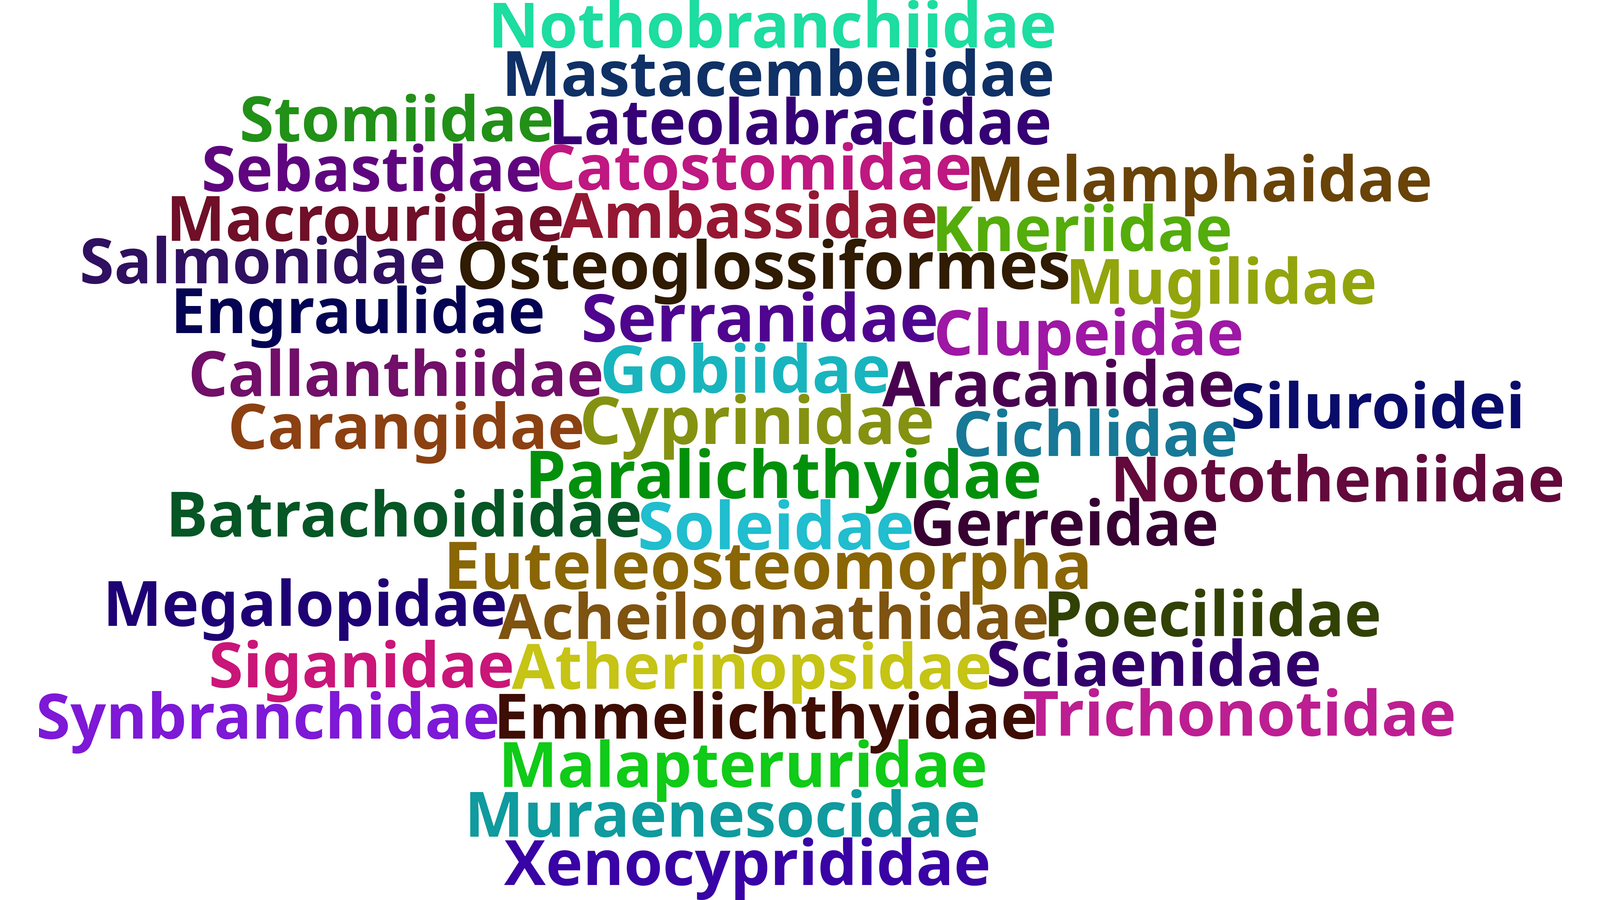 Nothobranchiidae
Mastacembelidae
Stomiidae Lateolabracidae
Sebastidae Catostomidae Melamphaidae
Macrouridae Ambassidae Kneriidae
Salmonidae Osteoglossiformes Mugilidae
Engraulidae Serranidae Clupeidae
Callanthiidae Gobiidae Aracanidae Siluroidei
Carangidae Cyprinidae Cichlidae
Paralichthyidae Nototheniidae
Batrachoididae Soleidae Gerreidae
Euteleosteomorpha
Megalopidae Acheilognathidae Poeciliidae
Siganidae Atherinopsidae Sciaenidae
Synbranchidae Emmelichthyidae Trichonotidae
Malapteruridae
Muraenesocidae
Xenocyprididae